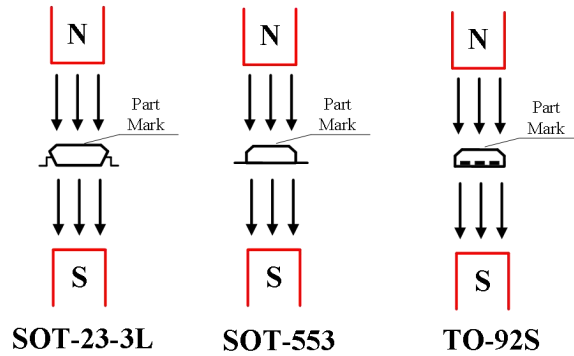 N
N
N
Part
Mark
Part
Mark
Part
Mark
S
S
S
SOT-23-3L
SOT-553
TO-92S